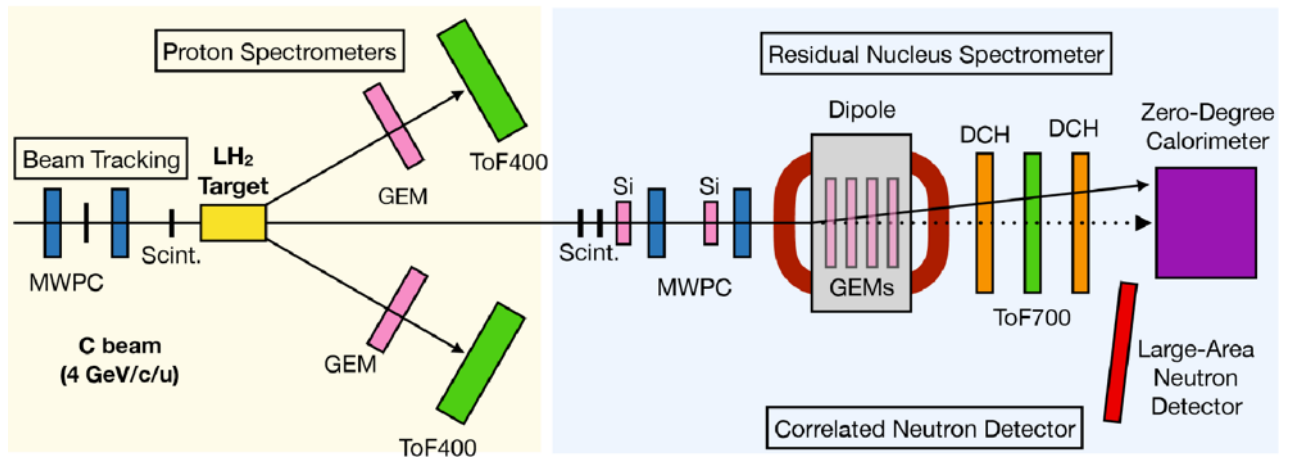 Proton Spectrometers
ToF400
GEM
Beam Tracking
LH2
Target
MWPC
Scint.
C beam
(4 GeV/c/u)
GEM
ToF400
Residual Nucleus Spectrometer
Dipole
DCH
DCH
Zero-Degree
Calorimeter
Si
Si
Scint.
MWPC
GEMs
ToF700
Large-Area
Neutron
Detector
Correlated Neutron Detector